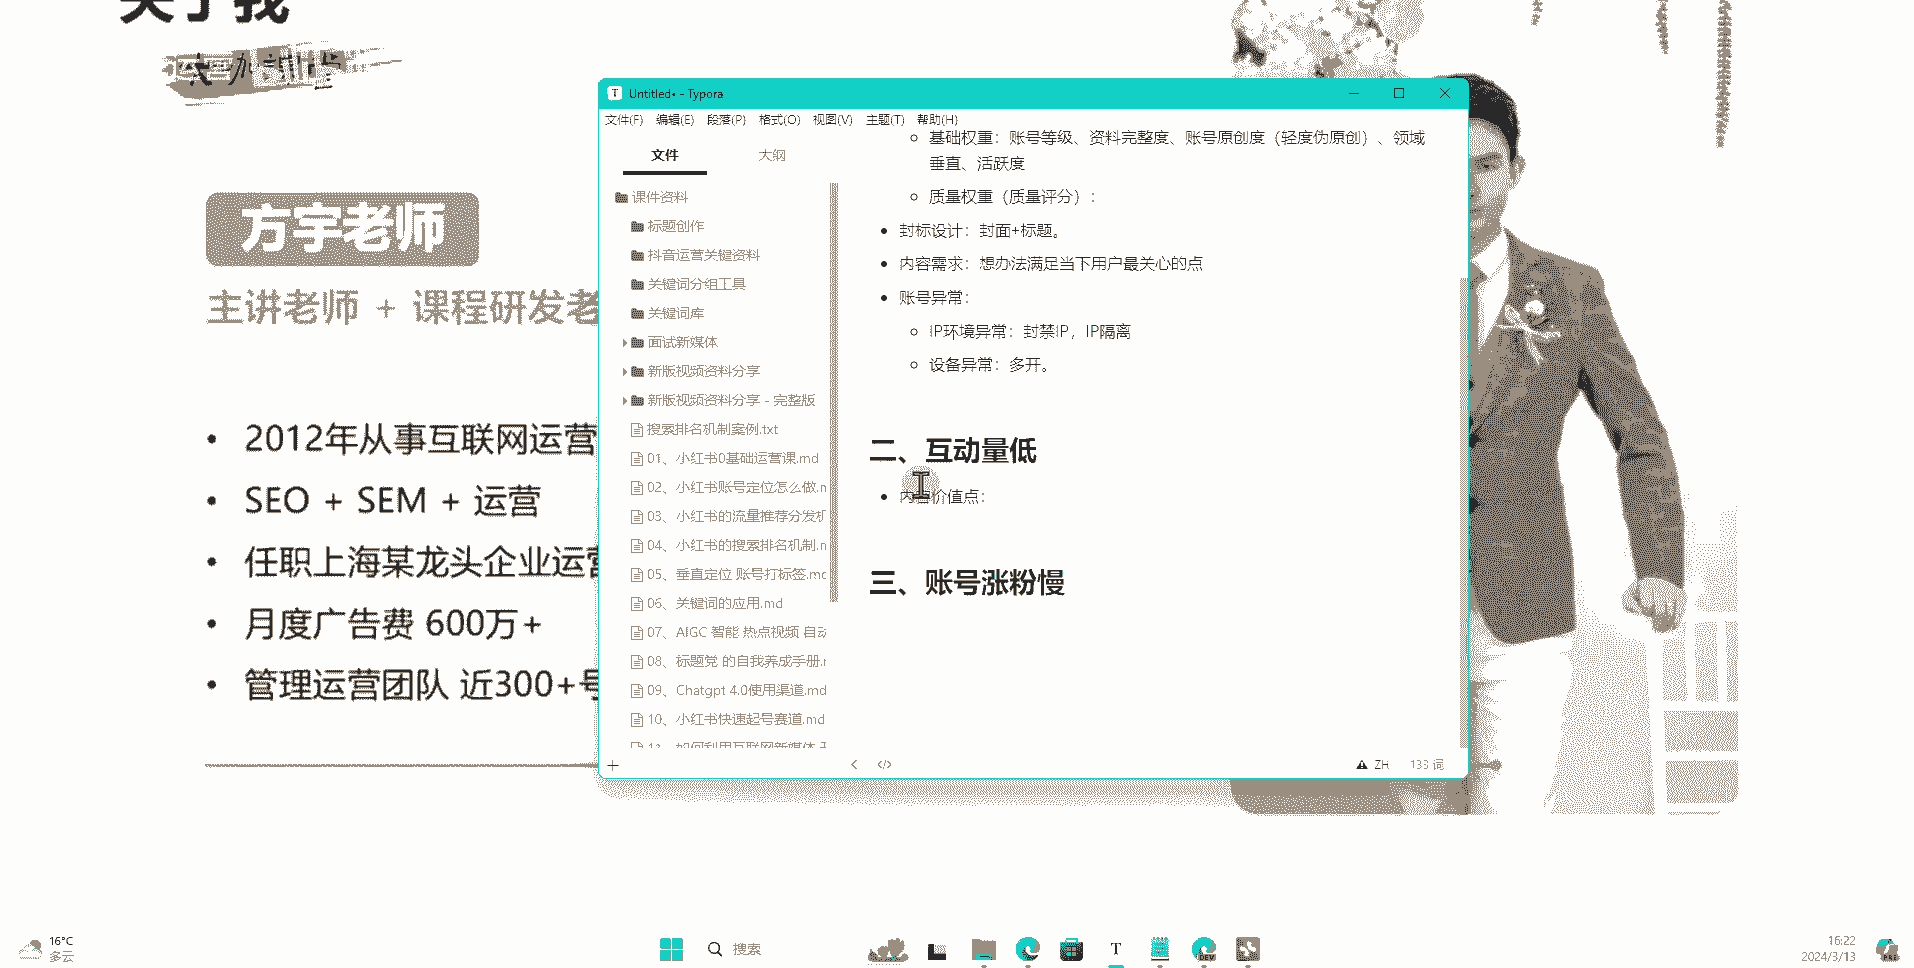 关于我
方宇老师
主讲老师 + 课程研发老
2012年从事互联网运营
SEO + SEM + 运营
任职上海某龙头企业运营
月度广告费 600万+
管理运营团队 近300+号
Untitled• - Typora
文件(F) 编辑(E) 段落(P) 格式(O) 视图(V) 主题(T) 帮助(H)
文件 大纲
课件资料
标题创作
抖音运营关键资料
关键词分组工具
关键词库
面试新媒体
新版视频资料分享
新版视频资料分享 - 完整版
搜索排名机制案例.txt
01、小红书0基础运营课.md
02、小红书账号定位怎么做.n
03、小红书的流量推荐分发机
04、小红书的搜索排名机制.n
05、垂直定位 账号打标签.mc
06、关键词的应用.md
07、AIGC 智能 热点视频 自动
08、标题党 的自我养成手册.r
09、Chatgpt 4.0使用渠道.md
10、小红书快速起号赛道.md
11、如何利用互联网新媒体
基础权重：账号等级、资料完整度、账号原创度（轻度伪原创）、领域
垂直、活跃度
质量权重（质量评分）：
封标设计：封面+标题。
内容需求：想办法满足当下用户最关心的点
账号异常：
IP环境异常：封禁IP，IP隔离
设备异常：多开。
二、互动量低
内容价值点：
三、账号涨粉慢
ZH 133 词
16°C
多云
搜索
16:22
2024/3/13